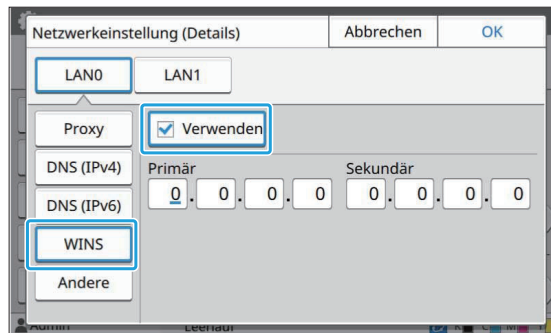 Netzwerkeinstellung (Details) Abbrechen OK
LAN0 LAN1
Proxy
DNS (IPv4)
DNS (IPv6)
WINS
Andere
Verwenden
Primär Sekundär
0 . 0 . 0 . 0 0 . 0 . 0 . 0
Admin Leerlauf K C M Y